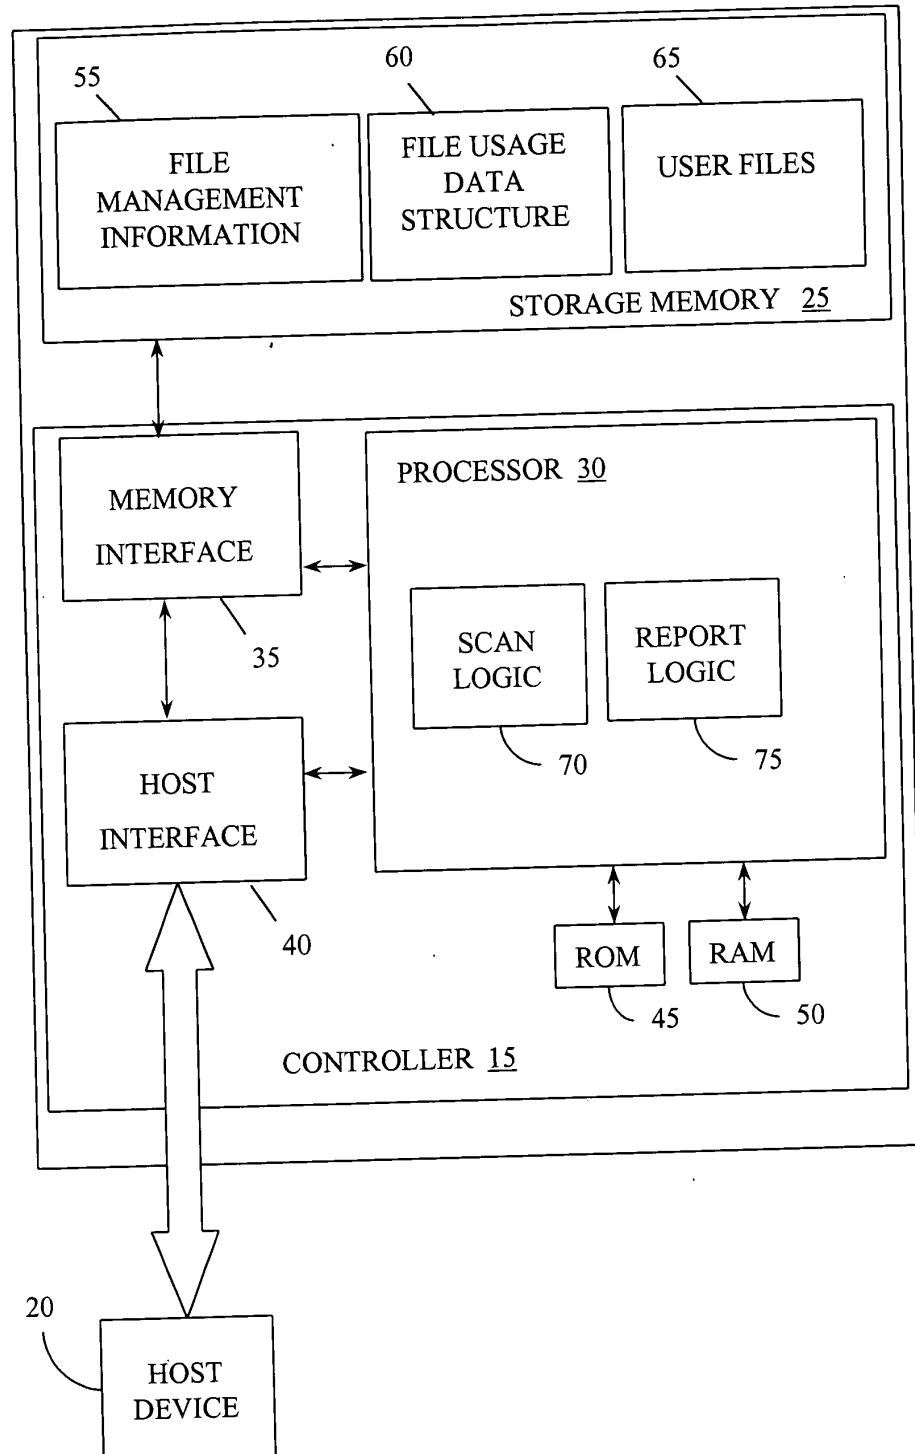 55
60
65
FILE
MANAGEMENT
INFORMATION
FILE USAGE
DATA
STRUCTURE
USER FILES
STORAGE MEMORY 25
MEMORY
INTERFACE
35
PROCESSOR 30
SCAN
LOGIC
REPORT
LOGIC
70
75
HOST
INTERFACE
40
ROM
RAM
45
50
CONTROLLER 15
20
HOST
DEVICE